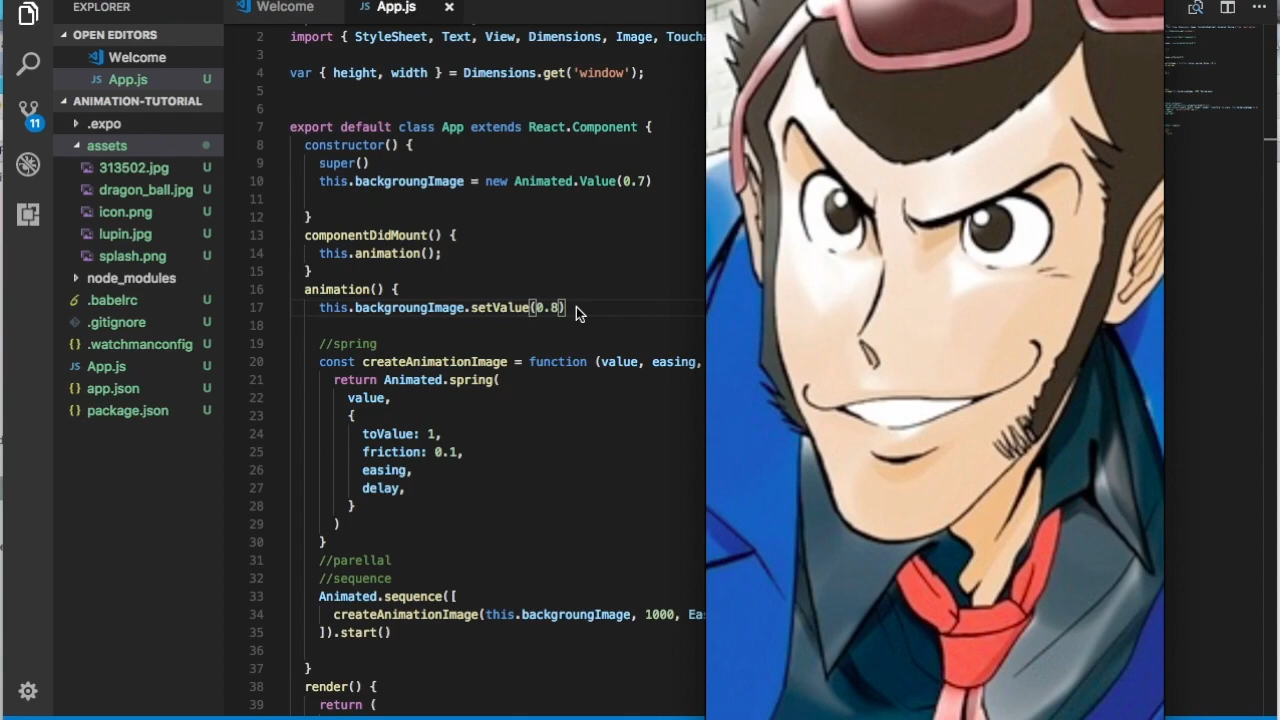 EXPLORER
OPEN EDITORS
Welcome
JS App.js U
ANIMATION-TUTORIAL
.expo
assets
313502.jpg U
dragon_ball.jpg U
icon.png U
lupin.jpg U
splash.png U
node_modules
.babelrc U
.gitignore U
{} .watchmanconfig U
JS App.js U
{} app.json U
{} package.json U
11
Welcome
JS App.js
2 import { StyleSheet, Text, View, Dimensions, Image, Toucha
3
4 var { height, width } = Dimensions.get('window');
5
6
7 export default class App extends React.Component {
8 constructor() {
9 super()
10 this.backgroungImage = new Animated.Value(0.7)
11
12 }
13 componentDidMount() {
14 this.animation();
15 }
16 animation() {
17 this.backgroungImage.setValue(0.8)
18
19 //spring
20 const createAnimationImage = function (value, easing,
21 return Animated.spring(
22 value,
23 {
24 toValue: 1,
25 friction: 0.1,
26 easing,
27 delay,
28 }
29 )
30 }
31 //parellal
32 //sequence
33 Animated.sequence([
34 createAnimationImage(this.backgroungImage, 1000, Eas
35 ]).start()
36
37 }
38 render() {
39 return (